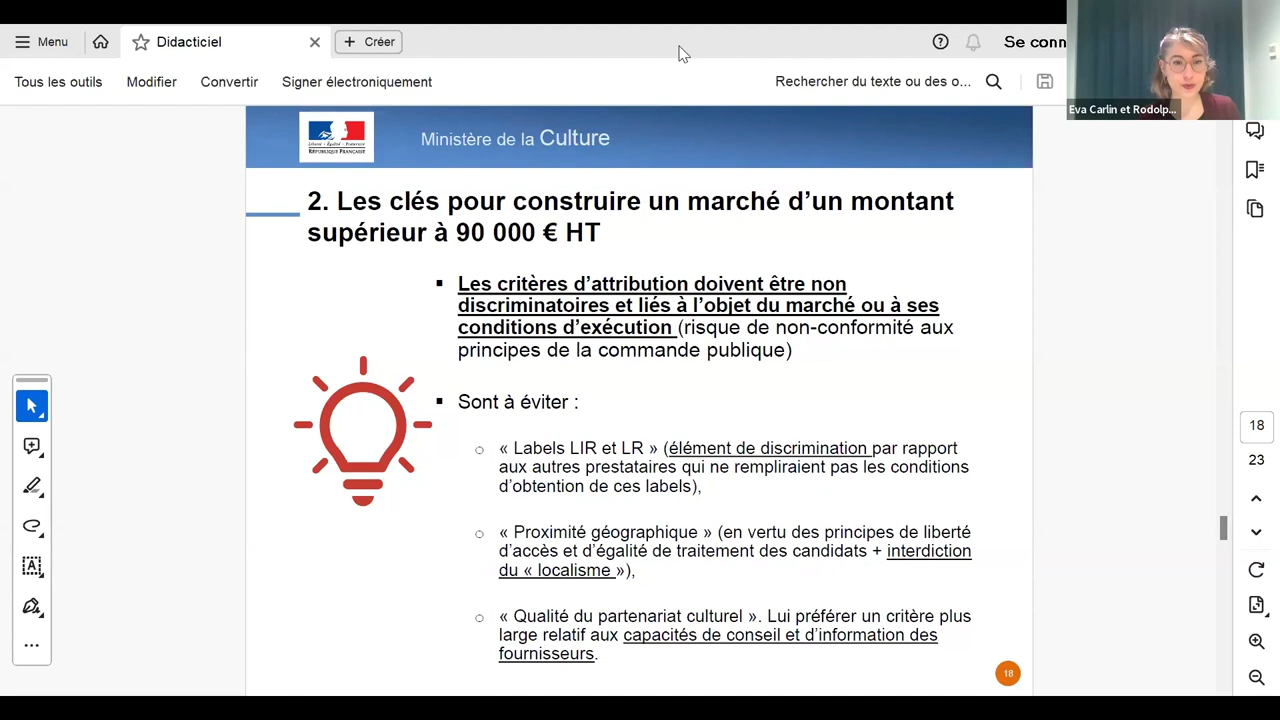 Menu
Didacticiel
Créer
Se conn
Tous les outils
Modifier
Convertir
Signer électroniquement
Rechercher du texte ou des o...
Eva Carlin et Rodolp...
RÉPUBLIQUE FRANÇAISE
Ministère de la Culture
2. Les clés pour construire un marché d’un montant
supérieur à 90 000 € HT
▪ Les critères d’attribution doivent être non
discriminatoires et liés à l’objet du marché ou à ses
conditions d’exécution (risque de non-conformité aux
principes de la commande publique)
▪ Sont à éviter :
○ « Labels LIR et LR » (élément de discrimination par rapport
aux autres prestataires qui ne rempliraient pas les conditions
d’obtention de ces labels),
○ « Proximité géographique » (en vertu des principes de liberté
d’accès et d’égalité de traitement des candidats + interdiction
du « localisme »),
○ « Qualité du partenariat culturel ». Lui préférer un critère plus
large relatif aux capacités de conseil et d’information des
fournisseurs.
18
18
23